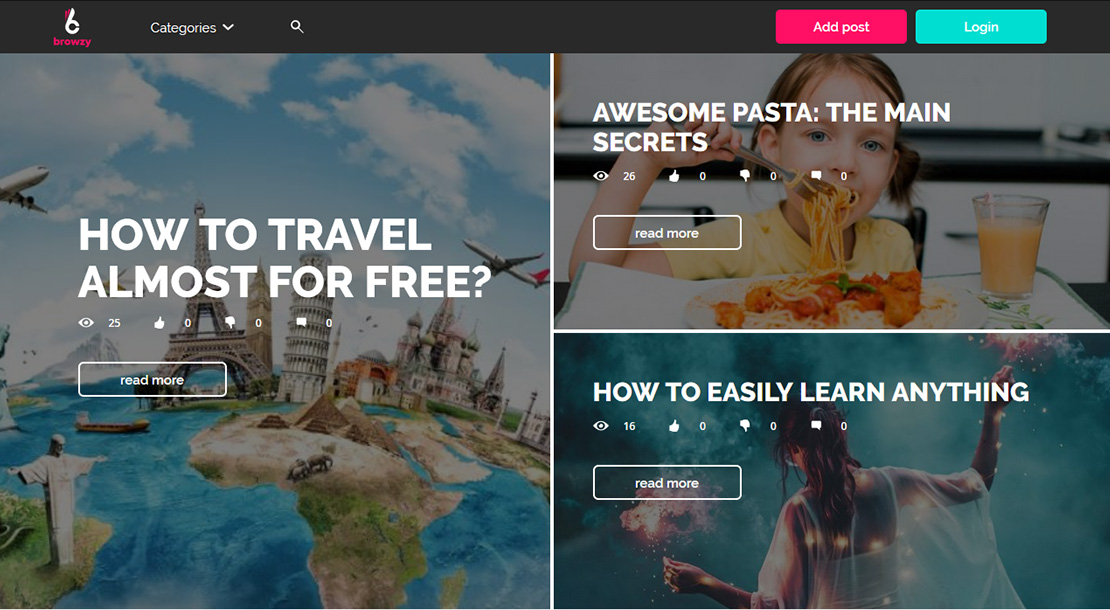 browzy
Categories
Add post
Login
HOW TO TRAVEL
ALMOST FOR FREE?
25 0 0 0
read more
AWESOME PASTA: THE MAIN
SECRETS
26 0 0 0
read more
HOW TO EASILY LEARN ANYTHING
16 0 0 0
read more